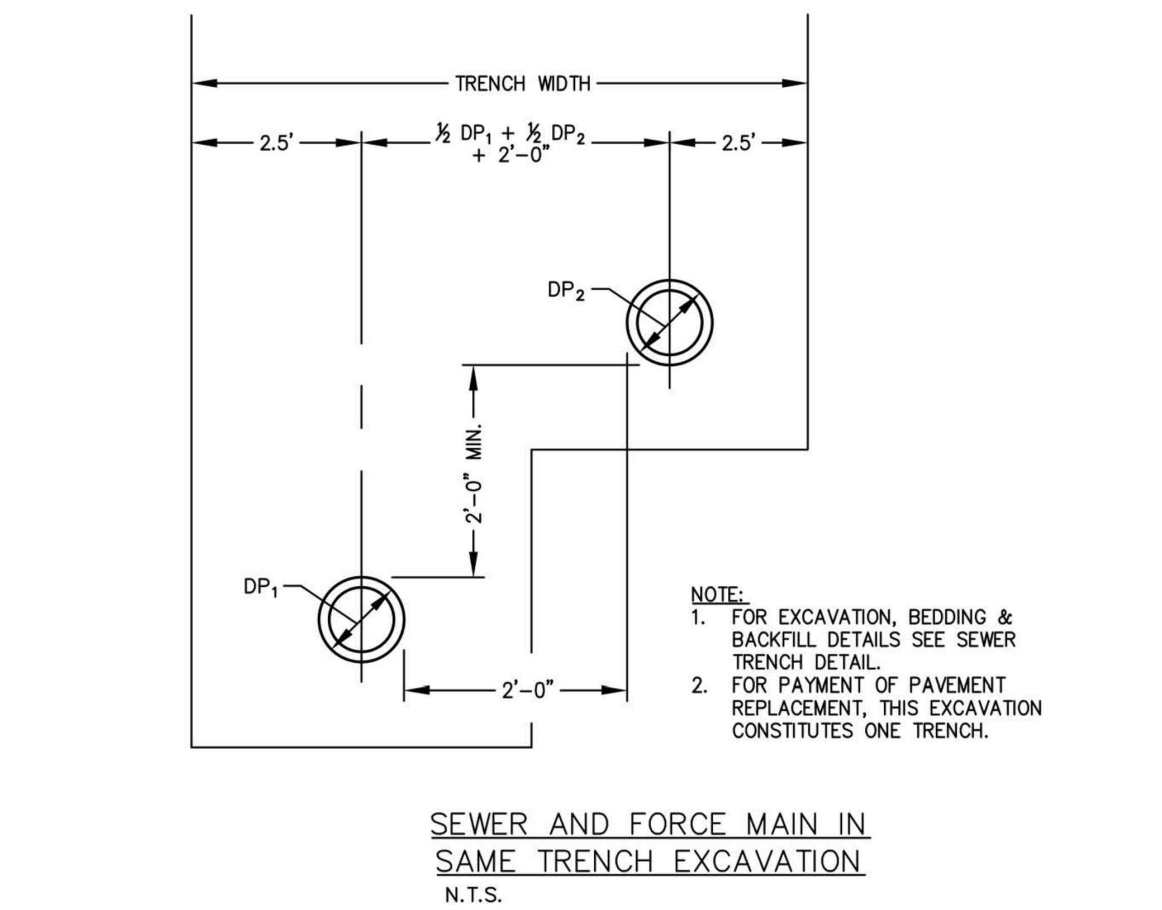 TRENCH WIDTH
2.5'
½ DP₁ + ½ DP₂
+ 2'-0"
2.5'
DP₂
2'-0" MIN.
DP₁
2'-0"
NOTE:
1. FOR EXCAVATION, BEDDING &
BACKFILL DETAILS SEE SEWER
TRENCH DETAIL.
2. FOR PAYMENT OF PAVEMENT
REPLACEMENT, THIS EXCAVATION
CONSTITUTES ONE TRENCH.
SEWER AND FORCE MAIN IN
SAME TRENCH EXCAVATION
N.T.S.